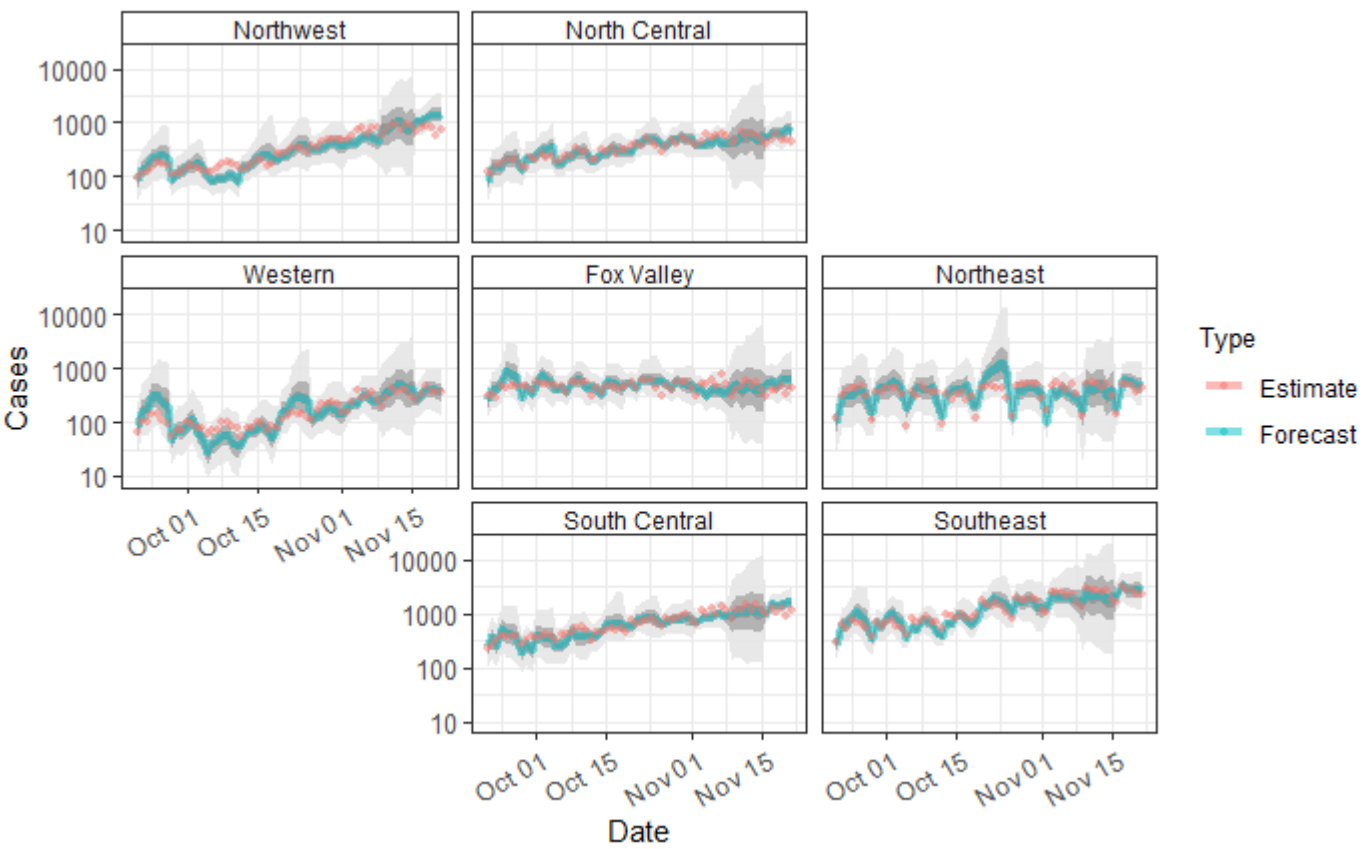 Northwest
North Central
10000
1000
100
10
Western
Fox Valley
Northeast
10000
1000
100
10
Cases
Type
Estimate
Forecast
Oct 01
Oct 15
Nov 01
Nov 15
South Central
Southeast
10000
1000
100
10
Oct 01
Oct 15
Nov 01
Nov 15
Oct 01
Oct 15
Nov 01
Nov 15
Date